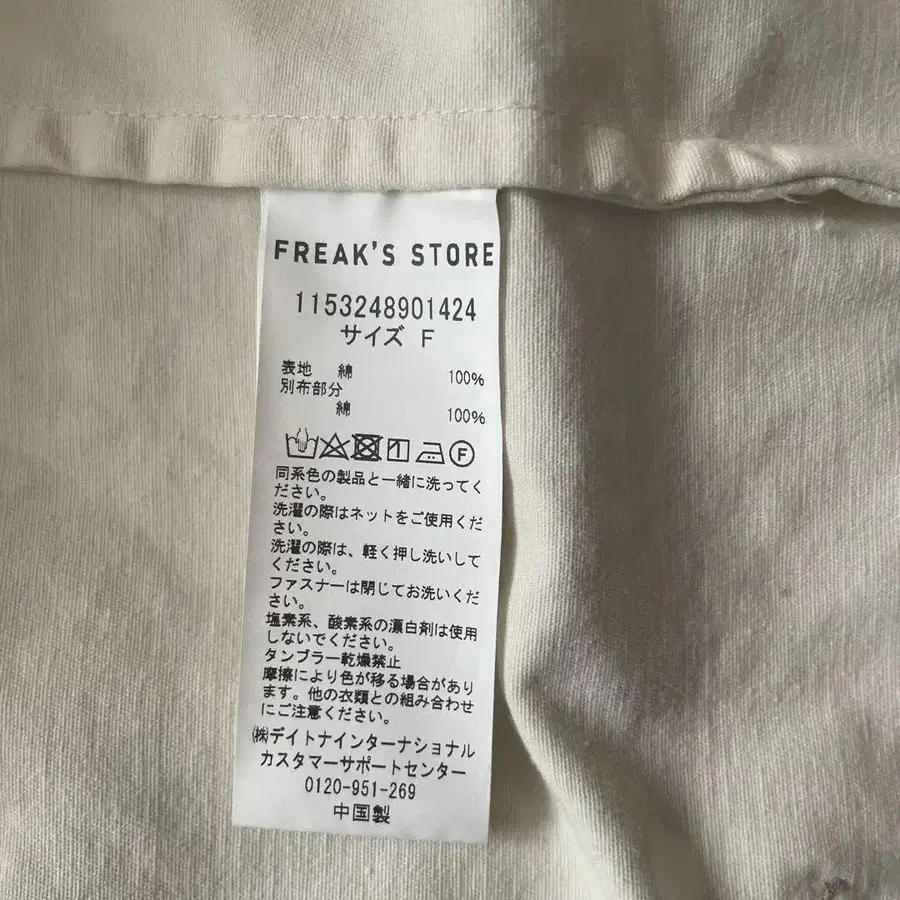 FREAK'S STORE
1153248901424
サイズ F
表地 綿 100%
別布部分
綿 100%
F
同系色の製品と一緒に洗ってく
ださい。
洗濯の際はネットをご使用くだ
さい。
洗濯の際は、軽く押し洗いして
ください。
ファスナーは閉じてお洗いくだ
さい。
塩素系、酸素系の漂白剤は使用
しないでください。
タンブラー乾燥禁止
摩擦により色が移る場合があり
ます。他の衣類との組み合わせ
にご注意ください。
㈱デイトナインターナショナル
カスタマーサポートセンター
0120-951-269
中国製